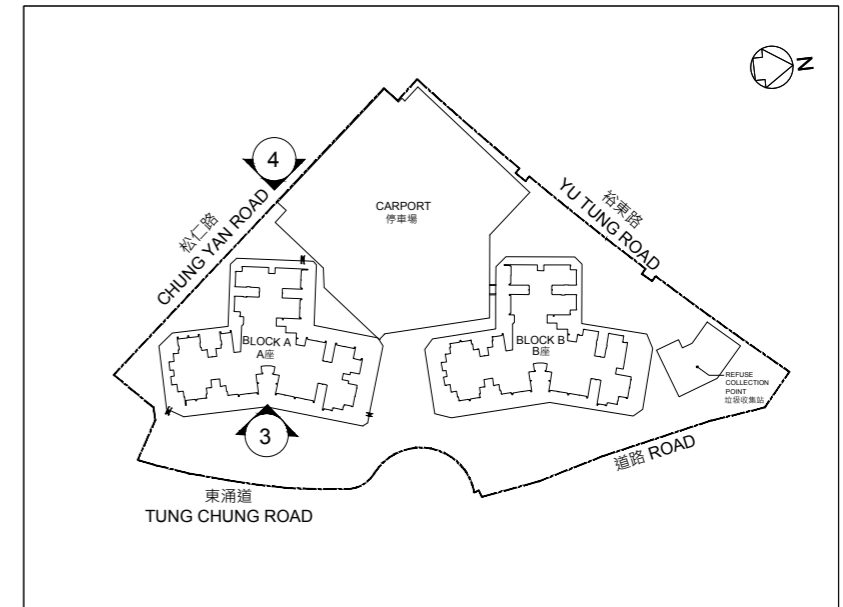 N
4
松仁路
CHUNG YAN ROAD
CARPORT
停車場
裕東路
YU TUNG ROAD
BLOCK A
A座
BLOCK B
B座
REFUSE
COLLECTION
POINT
垃圾收集站
3
道路 ROAD
東涌道
TUNG CHUNG ROAD